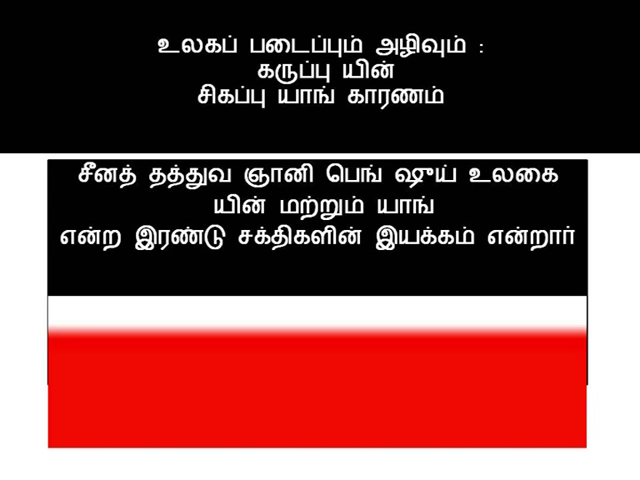 உலகப் படைப்பும் அழிவும் :
கருப்பு யின்
சிகப்பு யாங் காரணம்
சீனத் தத்துவ ஞானி பெங் ஷுய் உலகை
யின் மற்றும் யாங்
என்ற இரண்டு சக்திகளின் இயக்கம் என்றார்